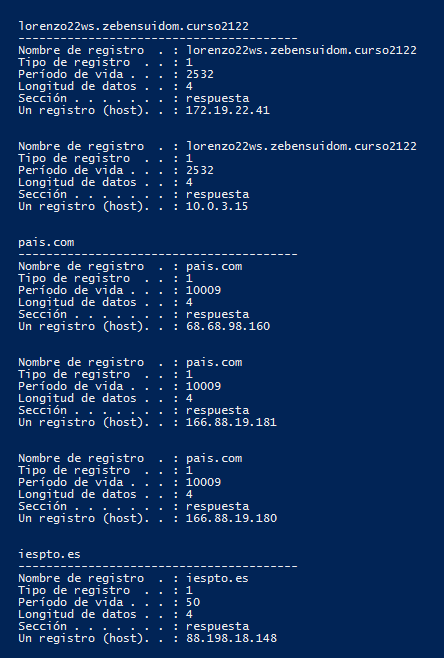 lorenzo22ws.zebensuidom.curso2122
----------------------------------------
Nombre de registro  . : lorenzo22ws.zebensuidom.curso2122
Tipo de registro  . . : 1
Período de vida . . . : 2532
Longitud de datos . . : 4
Sección . . . . . . . : respuesta
Un registro (host). . : 172.19.22.41
Nombre de registro  . : lorenzo22ws.zebensuidom.curso2122
Tipo de registro  . . : 1
Período de vida . . . : 2532
Longitud de datos . . : 4
Sección . . . . . . . : respuesta
Un registro (host). . : 10.0.3.15
pais.com
----------------------------------------
Nombre de registro  . : pais.com
Tipo de registro  . . : 1
Período de vida . . . : 10009
Longitud de datos . . : 4
Sección . . . . . . . : respuesta
Un registro (host). . : 68.68.98.160
Nombre de registro  . : pais.com
Tipo de registro  . . : 1
Período de vida . . . : 10009
Longitud de datos . . : 4
Sección . . . . . . . : respuesta
Un registro (host). . : 166.88.19.181
Nombre de registro  . : pais.com
Tipo de registro  . . : 1
Período de vida . . . : 10009
Longitud de datos . . : 4
Sección . . . . . . . : respuesta
Un registro (host). . : 166.88.19.180
iespto.es
----------------------------------------
Nombre de registro  . : iespto.es
Tipo de registro  . . : 1
Período de vida . . . : 50
Longitud de datos . . : 4
Sección . . . . . . . : respuesta
Un registro (host). . : 88.198.18.148